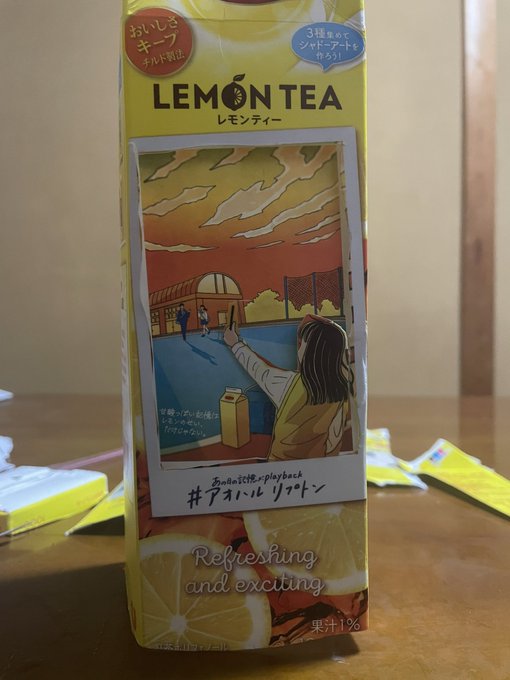 おいしさ
キープ
チルド製法
3種集めて
シャドーアートを
作ろう!
LEMON TEA
レモンティー
甘酸っぱい記憶は
レモンのせい、
だけじゃない。
あの日の記憶をplayback
#アオハルリプトン
Refreshing
and exciting
果汁1%